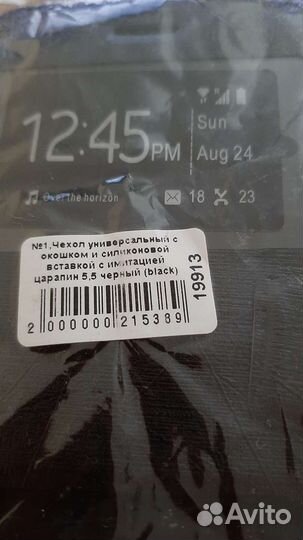 12:45PM
Sun
Aug 24
Over the horizon
18
23
№1,Чехол универсальный с
окошком и силиконовой
вставкой с имитацией
царапин 5,5 черный (black)
2 000000 215389
19913
Avito